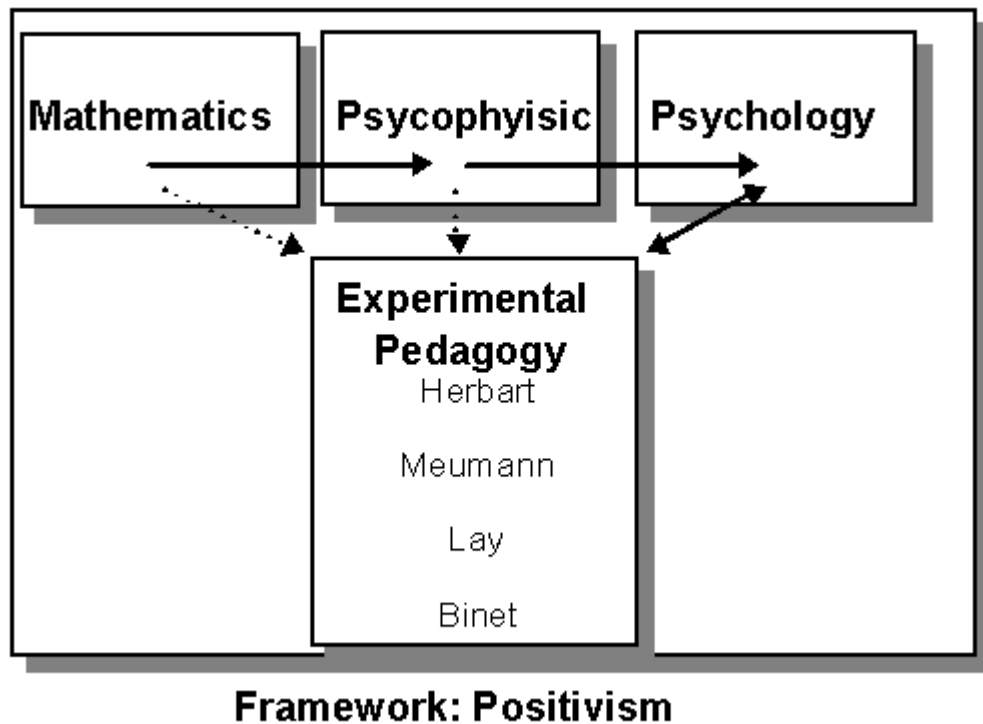 Mathematics
Psycophyisic
Psychology
Experimental
Pedagogy
Herbart
Meumann
Lay
Binet
Framework: Positivism